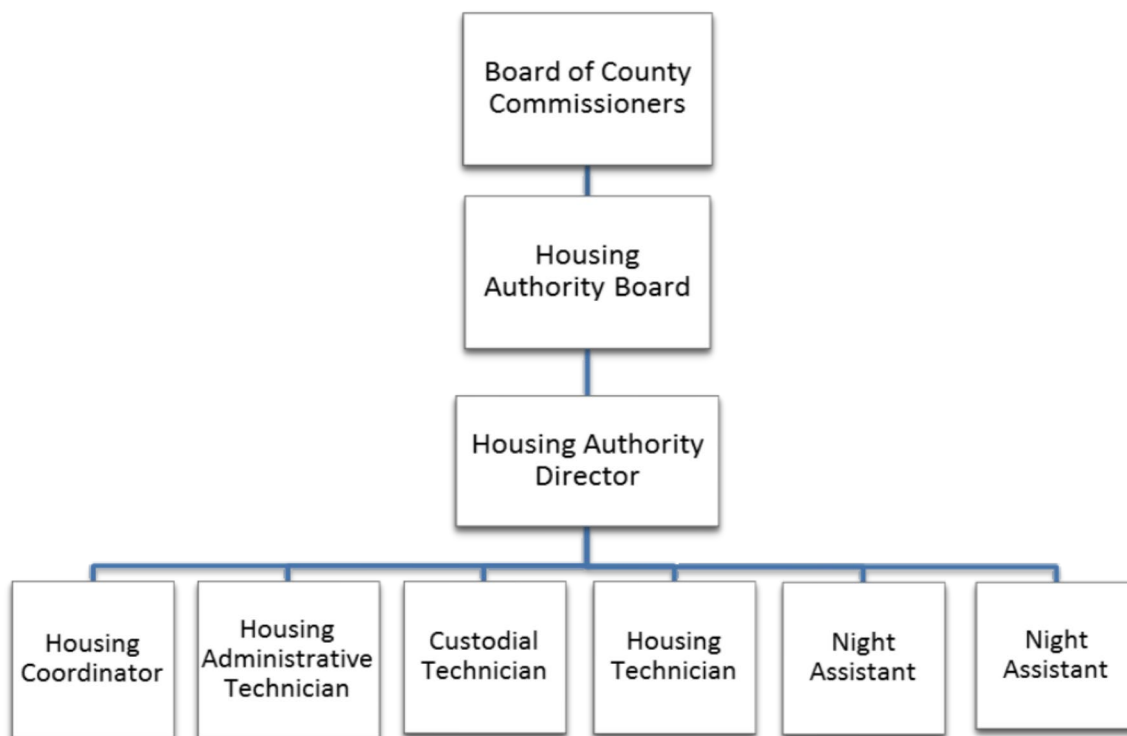 Board of County
Commissioners
Housing
Authority Board
Housing Authority
Director
Housing
Coordinator
Housing
Administrative
Technician
Custodial
Technician
Housing
Technician
Night
Assistant
Night
Assistant